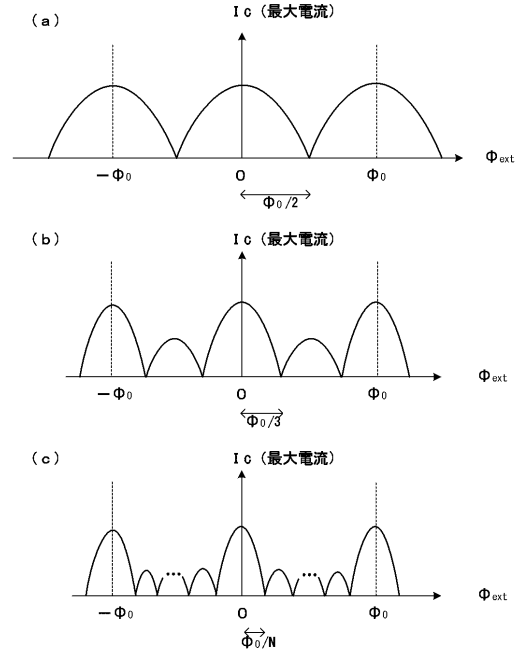 (a)
Ic(最大電流)
-Φ₀ 0 Φ₀ Φext
Φ₀/2
(b)
Ic(最大電流)
-Φ₀ 0 Φ₀ Φext
Φ₀/3
(c)
Ic(最大電流)
••• •••
-Φ₀ 0 Φ₀ Φext
Φ₀/N